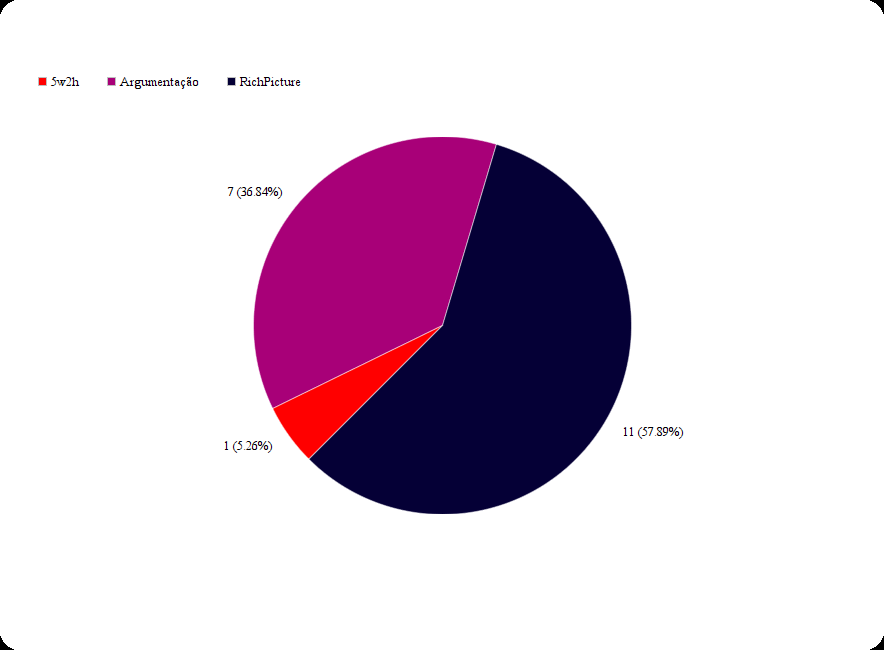 5w2h Argumentação RichPicture
7 (36.84%)
11 (57.89%)
1 (5.26%)